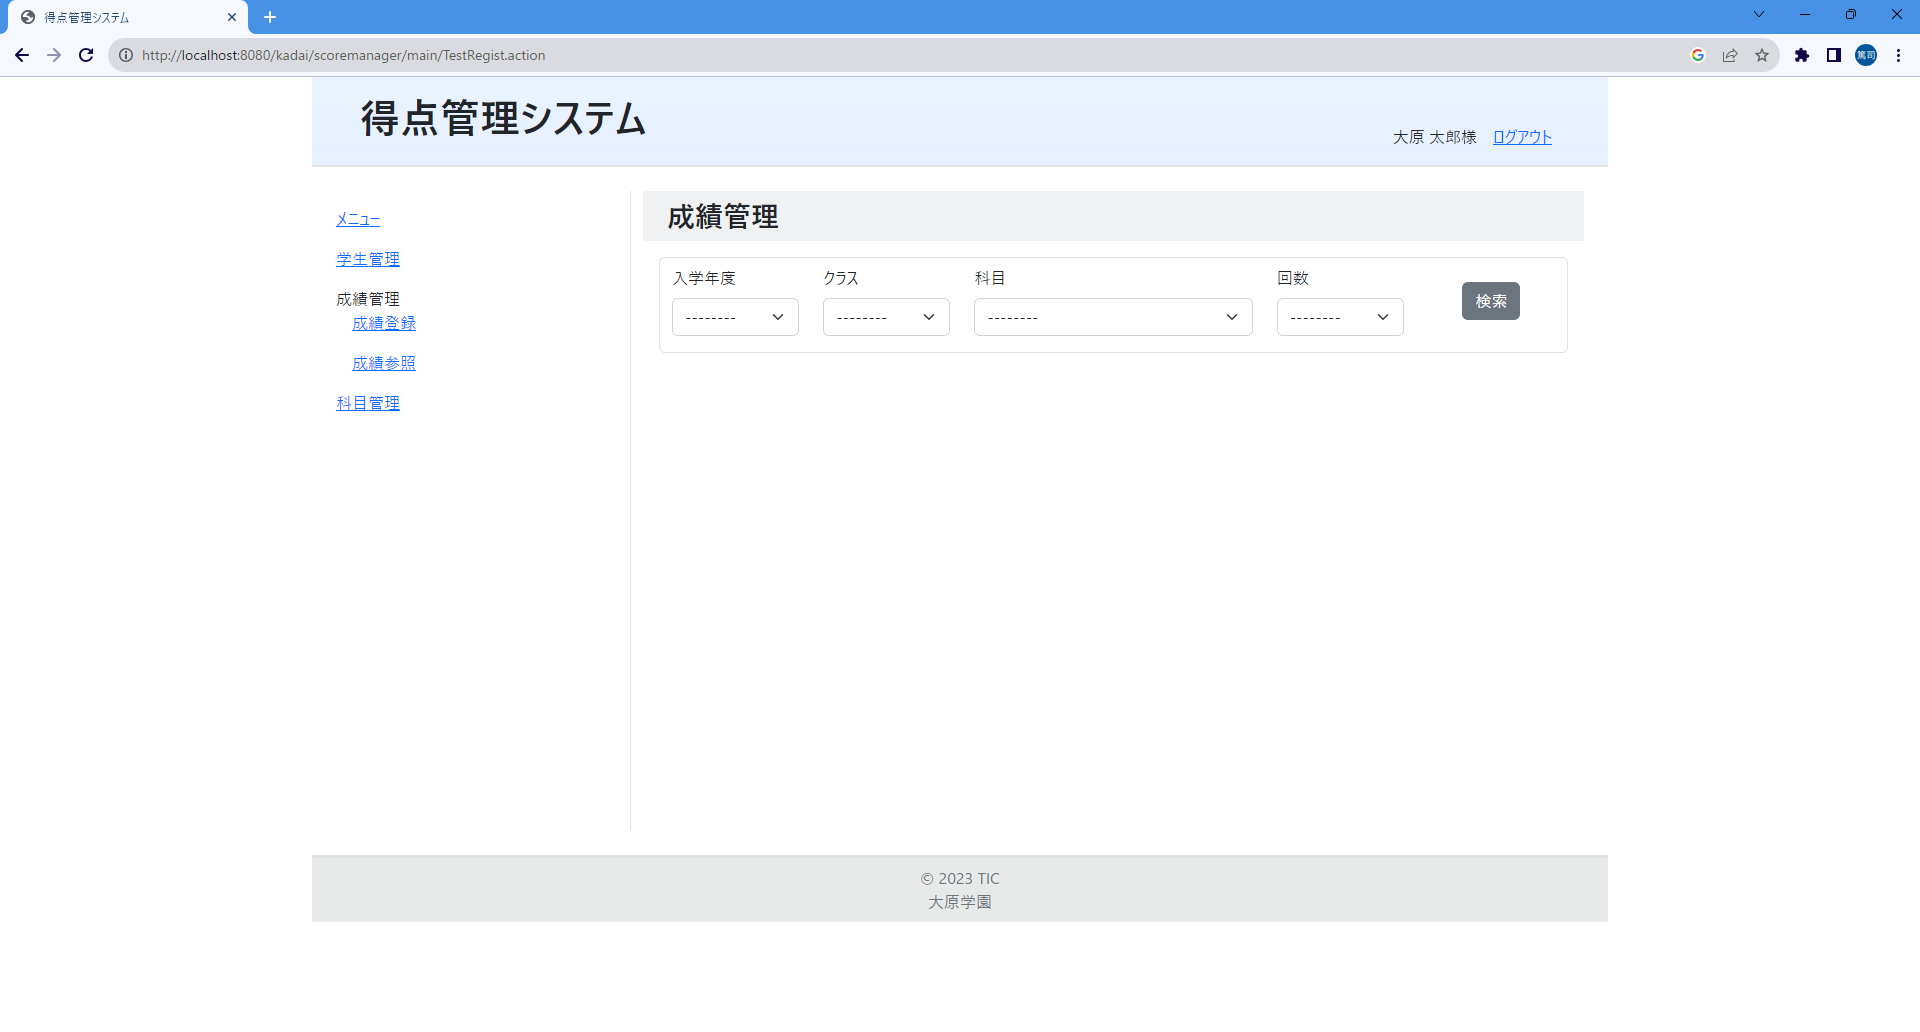 得点管理システム
http://localhost:8080/kadai/scoremanager/main/TestRegist.action
篤司
得点管理システム
大原 太郎様 ログアウト
メニュー
学生管理
成績管理
成績登録
成績参照
科目管理
成績管理
入学年度 クラス 科目 回数
-------- -------- -------- -------- 検索
© 2023 TIC
大原学園